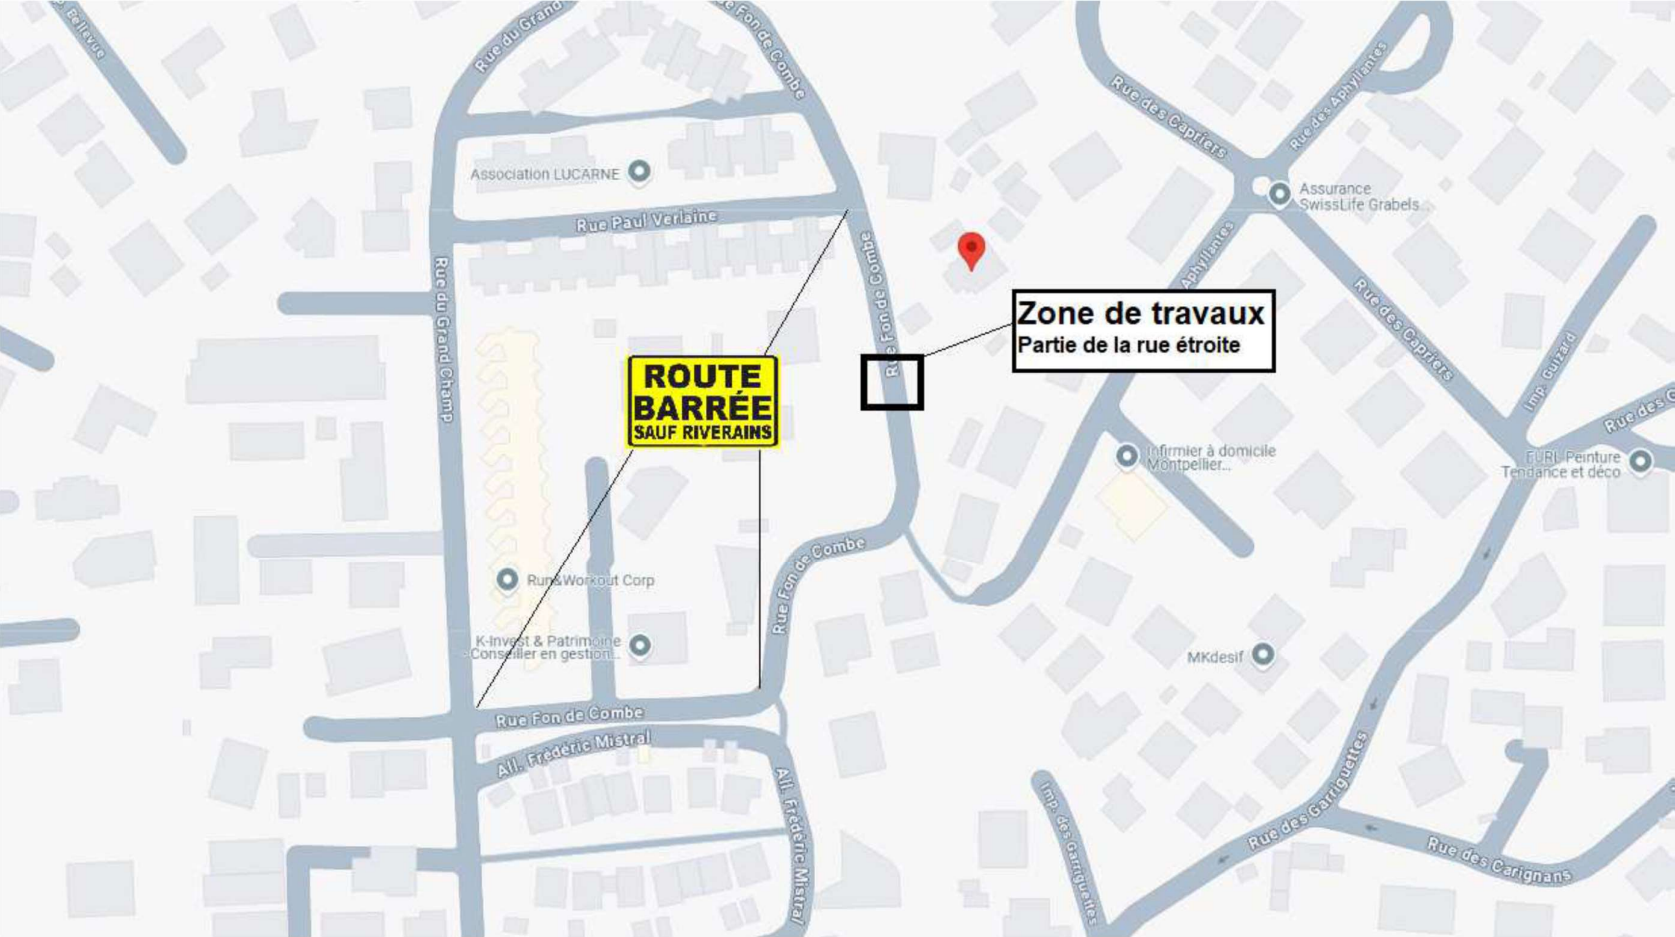 Bellevue
Rue du Grand
e Fon de Combe
Rue des Capriers
Rue des Aphyllantes
Association LUCARNE
Assurance
SwissLife Grabels...
Rue Paul Verlaine
Rue Fon de Combe
Aphyllantes
Rue du Grand Champ
Zone de travaux
Partie de la rue étroite
Rue des Capriers
Imp. Guizard
ROUTE
BARRÉE
SAUF RIVERAINS
Rue des G
Infirmier à domicile
Montpellier...
EURL Peinture
Tendance et déco
Rue Fon de Combe
Run&Workout Corp
K-Invest & Patrimoine
- Conseiller en gestion...
MKdesif
Rue Fon de Combe
All. Frédéric Mistral
All. Frédéric Mistral
Imp. des Garriguettes
Rue des Garriguettes
Rue des Carignans